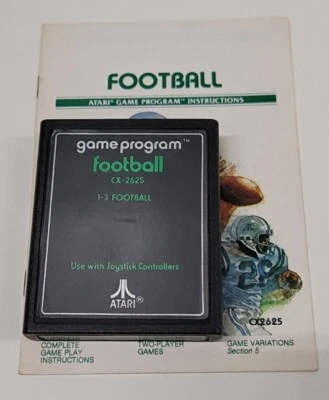 FOOTBALL
ATARI® GAME PROGRAM™ INSTRUCTIONS
game program™
football
CX-2625
1-3 FOOTBALL
Use with Joystick Controllers
ATARI®
CX2625
COMPLETE
GAME PLAY
INSTRUCTIONS
TWO-PLAYER
GAMES
GAME VARIATIONS
Section 5